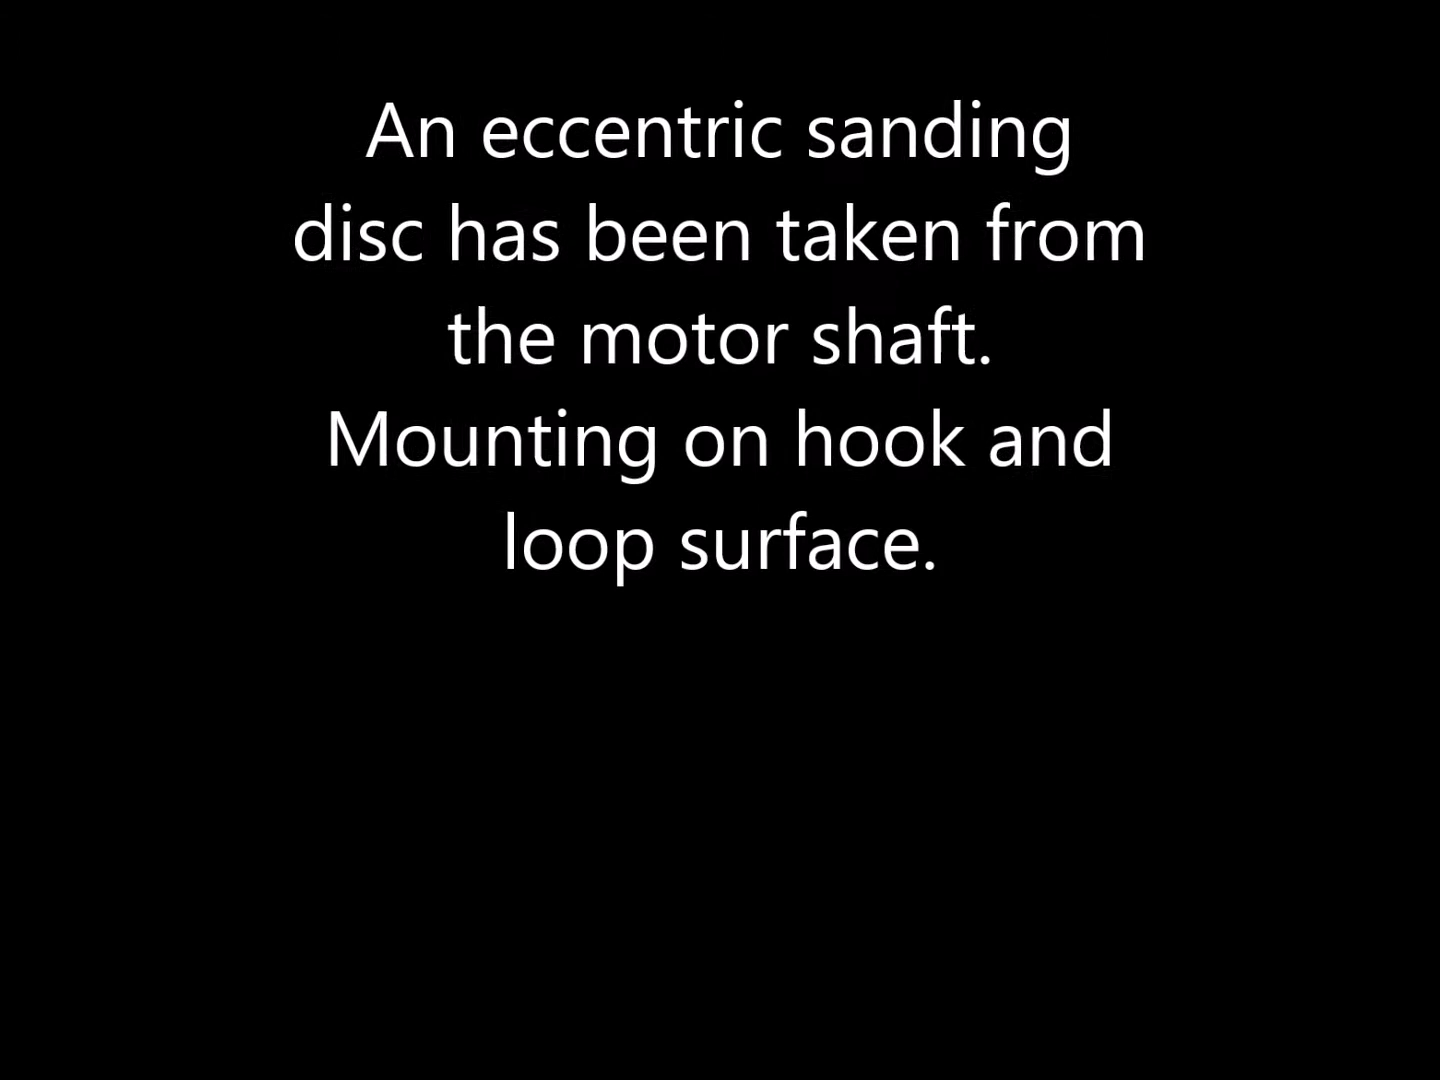 An eccentric sanding
disc has been taken from
the motor shaft.
Mounting on hook and
loop surface.